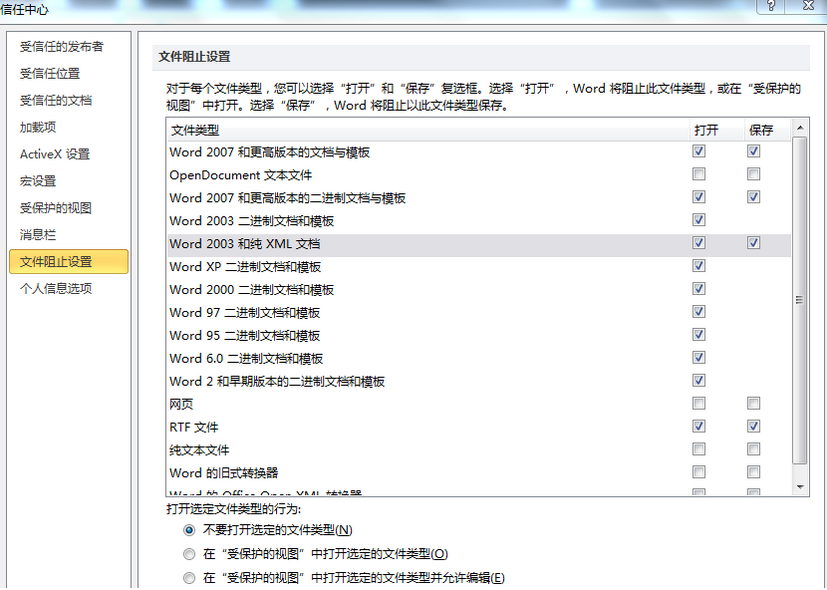 信任中心
受信任的发布者
受信任位置
受信任的文档
加载项
ActiveX 设置
宏设置
受保护的视图
消息栏
文件阻止设置
个人信息选项
文件阻止设置
对于每个文件类型，您可以选择“打开”和“保存”复选框。选择“打开”，Word 将阻止此文件类型，或在“受保护的
视图”中打开。选择“保存”，Word 将阻止以此文件类型保存。
文件类型 打开 保存
Word 2007 和更高版本的文档与模板
OpenDocument 文本文件
Word 2007 和更高版本的二进制文档与模板
Word 2003 二进制文档和模板
Word 2003 和纯 XML 文档
Word XP 二进制文档和模板
Word 2000 二进制文档和模板
Word 97 二进制文档和模板
Word 95 二进制文档和模板
Word 6.0 二进制文档和模板
Word 2 和早期版本的二进制文档和模板
网页
RTF 文件
纯文本文件
Word 的旧式转换器
Word 的 Office Open XML 转换器
打开选定文件类型的行为:
不要打开选定的文件类型(N)
在“受保护的视图”中打开选定的文件类型(O)
在“受保护的视图”中打开选定的文件类型并允许编辑(E)